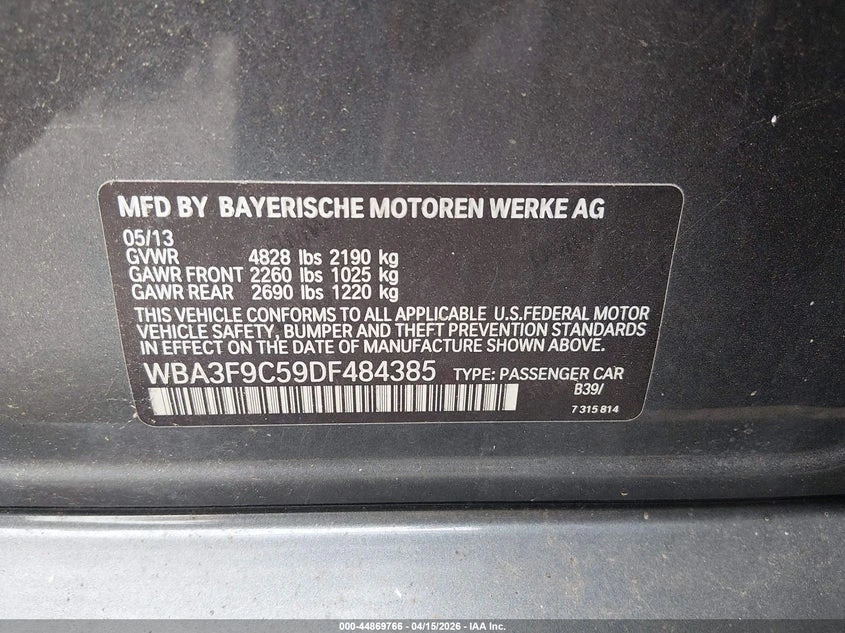 MFD BY BAYERISCHE MOTOREN WERKE AG
05/13
GVWR 4828 lbs 2190 kg
GAWR FRONT 2260 lbs 1025 kg
GAWR REAR 2690 lbs 1220 kg
THIS VEHICLE CONFORMS TO ALL APPLICABLE U.S.FEDERAL MOTOR
VEHICLE SAFETY, BUMPER AND THEFT PREVENTION STANDARDS
IN EFFECT ON THE DATE OF MANUFACTURE SHOWN ABOVE.
WBA3F9C59DF484385 TYPE: PASSENGER CAR
B39/
7 315 814
000-44869766 - 04/15/2026 - IAA Inc.